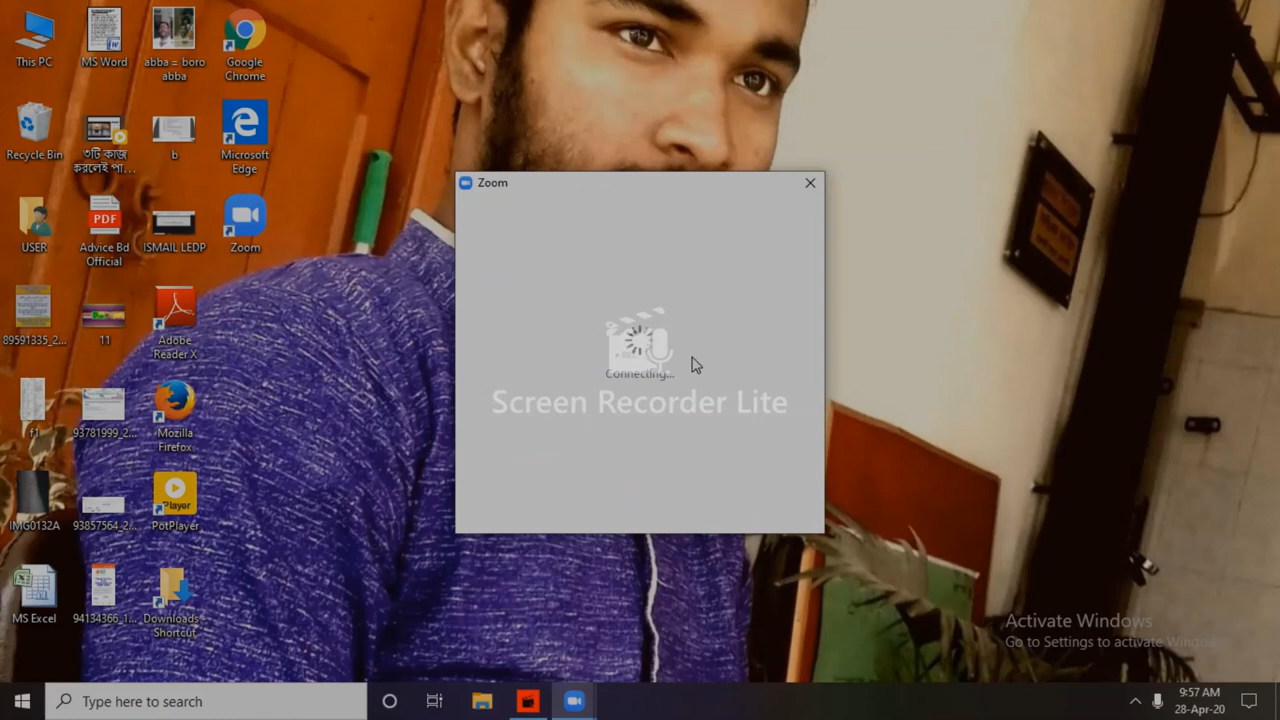 This PC
MS Word
abba = boro
abba
Google
Chrome
Recycle Bin
৩টি কাজ
করলেই পা...
b
Microsoft
Edge
USER
PDF
Advice Bd
Official
ISMAIL LEDP
Zoom
89591335_2...
11
Adobe
Reader X
f1
93781999_2...
Mozilla
Firefox
IMG0132A
93857564_2...
Player
PotPlayer
MS Excel
94134366_1...
Downloads -
Shortcut
Zoom
Connecting...
Screen Recorder Lite
Activate Windows
Go to Settings to activate Windows.
Type here to search
9:57 AM
28-Apr-20